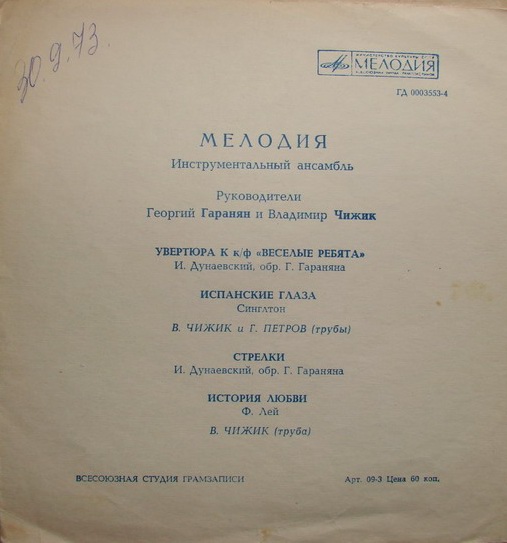 30.9.73.
МЕЛОДИЯ
ГД 0003553-4
МЕЛОДИЯ
Инструментальный ансамбль
Руководители
Георгий Гаранян и Владимир Чижик
УВЕРТЮРА К к/ф «ВЕСЕЛЫЕ РЕБЯТА»
И. Дунаевский, обр. Г. Гараняна
ИСПАНСКИЕ ГЛАЗА
Синглтон
В. ЧИЖИК и Г. ПЕТРОВ (трубы)
СТРЕЛКИ
И. Дунаевский, обр. Г. Гараняна
ИСТОРИЯ ЛЮБВИ
Ф. Лей
В. ЧИЖИК (труба)
ВСЕСОЮЗНАЯ СТУДИЯ ГРАМЗАПИСИ
Арт. 09-3 Цена 60 коп.